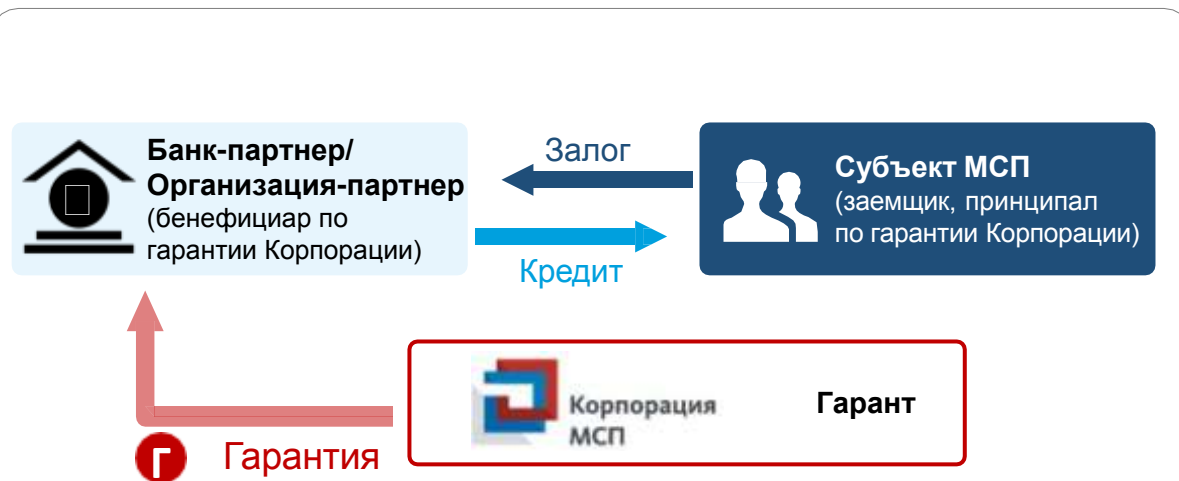 Банк-партнер/
Организация-партнер
(бенефициар по
гарантии Корпорации)
Залог
Кредит
Субъект МСП
(заемщик, принципал
по гарантии Корпорации)
Корпорация
МСП
Гарант
Г
Гарантия